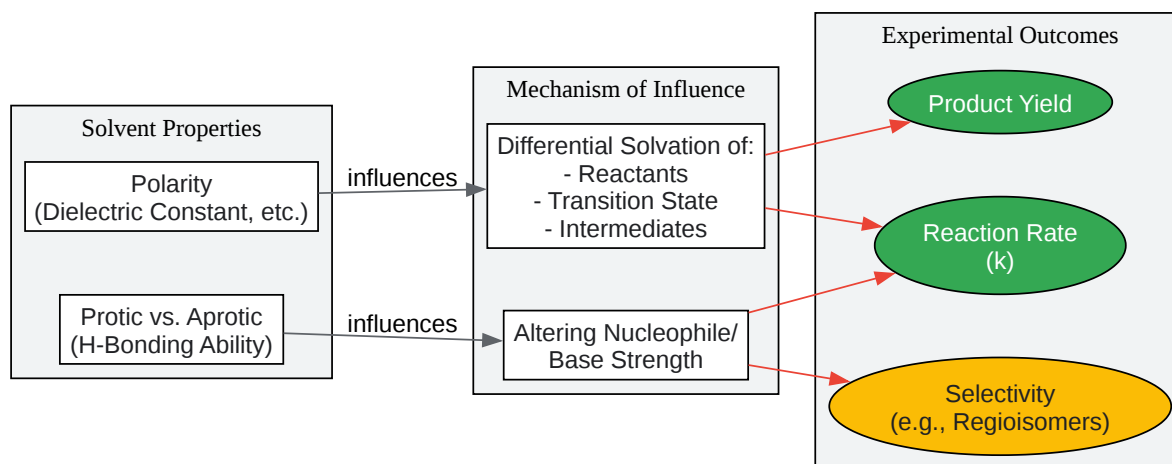 Solvent Properties
Polarity
(Dielectric Constant, etc.)
Protic vs. Aprotic
(H-Bonding Ability)
influences
influences
Mechanism of Influence
Differential Solvation of:
- Reactants
- Transition State
- Intermediates
Altering Nucleophile/
Base Strength
Experimental Outcomes
Product Yield
Reaction Rate
(k)
Selectivity
(e.g., Regioisomers)